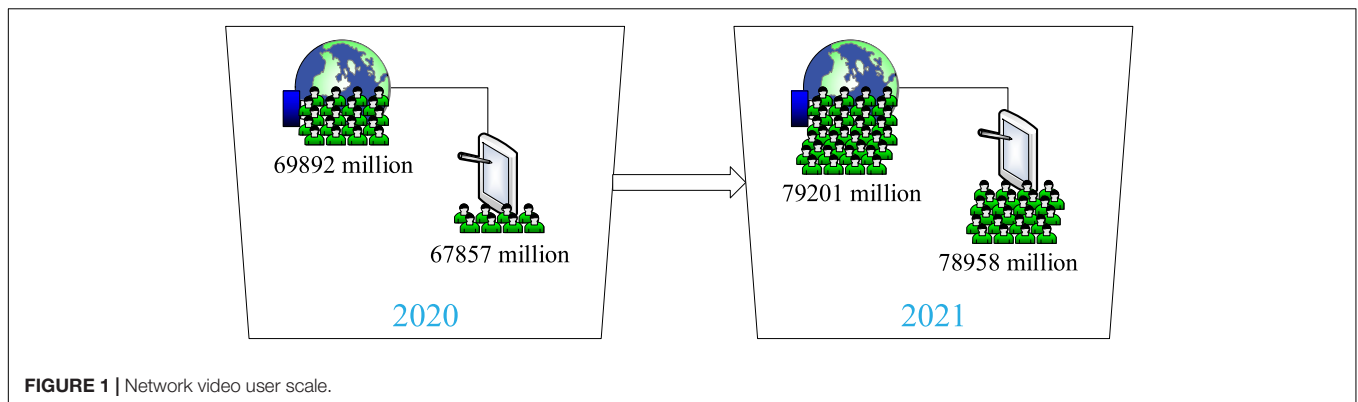 69892 million
67857 million
2020
79201 million
78958 million
2021
FIGURE 1 | Network video user scale.